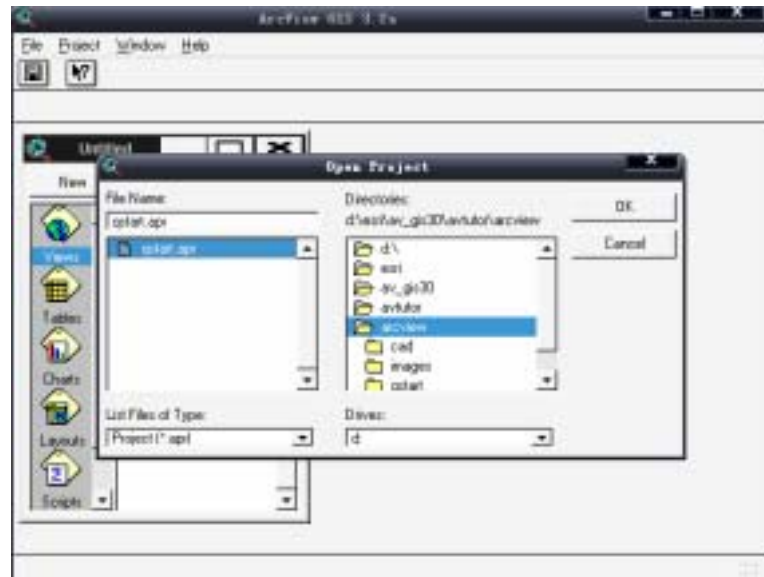 ArcView GIS 3.2a
File Project Window Help
Untitled
New
Views
Tables
Charts
Layouts
Scripts
Open Project
File Name:
qstart.apr
qstart.apr
List Files of Type:
Project (*.apr)
Directories:
d:\esri\av_gis30\avtutor\arcview
d:\
esri
av_gis30
avtutor
arcview
cad
images
qstart
Drives:
d:
OK
Cancel